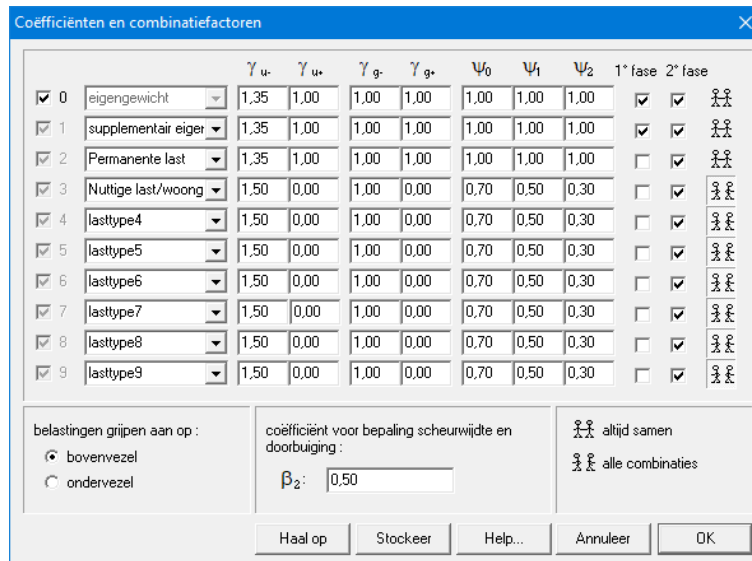 Coëfficiënten en combinatiefactoren
γ u- γ u+ γ g- γ g+ Ψ0 Ψ1 Ψ2 1° fase 2° fase
0 eigengewicht 1,35 1,00 1,00 1,00 1,00 1,00 1,00
1 supplementair eiger 1,35 1,00 1,00 1,00 1,00 1,00 1,00
2 Permanente last 1,35 1,00 1,00 1,00 1,00 1,00 1,00
3 Nuttige last/woong 1,50 0,00 1,00 0,00 0,70 0,50 0,30
4 lasttype4 1,50 0,00 1,00 0,00 0,70 0,50 0,30
5 lasttype5 1,50 0,00 1,00 0,00 0,70 0,50 0,30
6 lasttype6 1,50 0,00 1,00 0,00 0,70 0,50 0,30
7 lasttype7 1,50 0,00 1,00 0,00 0,70 0,50 0,30
8 lasttype8 1,50 0,00 1,00 0,00 0,70 0,50 0,30
9 lasttype9 1,50 0,00 1,00 0,00 0,70 0,50 0,30
belastingen grijpen aan op :
bovenvezel
ondervezel
coëfficiënt voor bepaling scheurwijdte en
doorbuiging :
β2: 0,50
altijd samen
alle combinaties
Haal op Stockeer Help... Annuleer OK